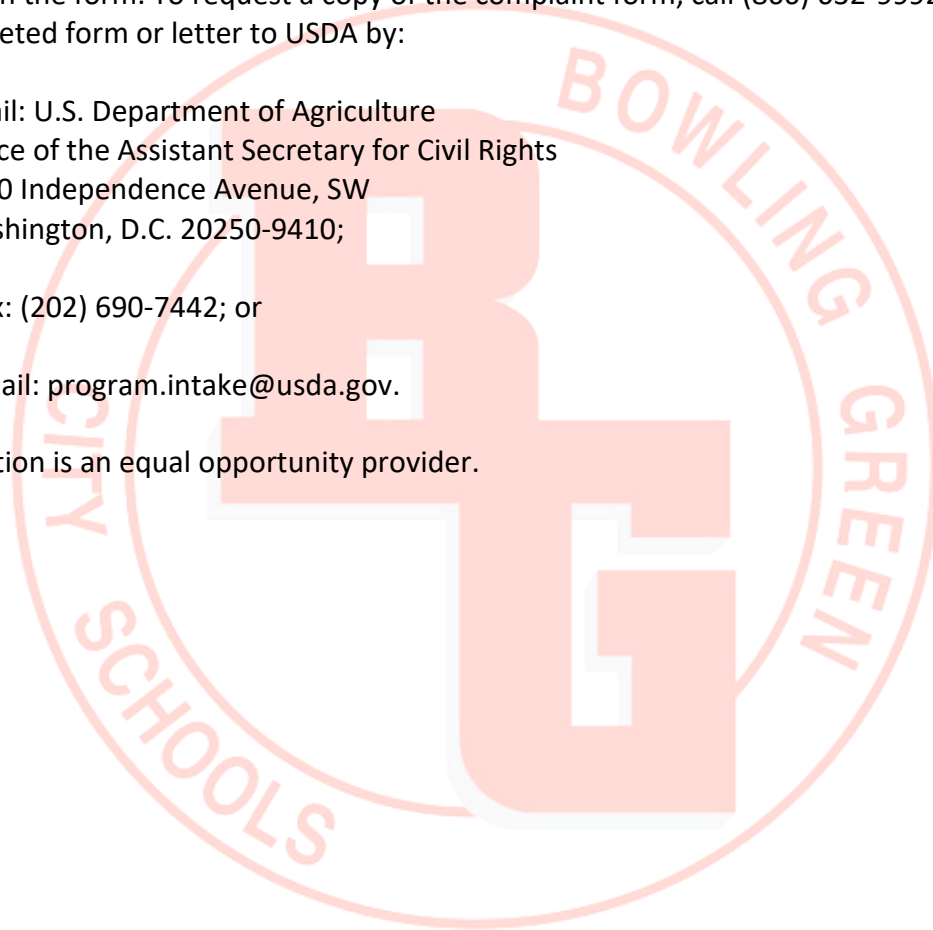 the form. To request a copy of the complaint form, call (866) 632-9992
eted form or letter to USDA by:
il: U.S. Department of Agriculture
ce of the Assistant Secretary for Civil Rights
0 Independence Avenue, SW
shington, D.C. 20250-9410;
x: (202) 690-7442; or
ail: program.intake@usda.gov.
tion is an equal opportunity provider.
BOWLING GREEN
CITY SCHOOLS
BG